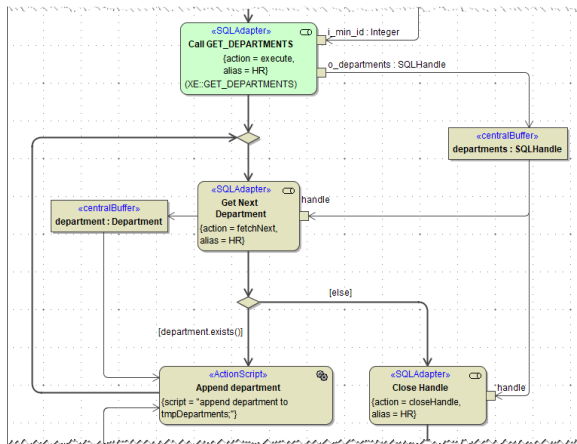 «SQLAdapter»
Call GET_DEPARTMENTS
{action = execute,
alias = HR}
(XE::GET_DEPARTMENTS)
i_min_id : Integer
o_departments : SQLHandle
«centralBuffer»
departments : SQLHandle
«SQLAdapter»
Get Next
Department
{action = fetchNext,
alias = HR}
handle
«centralBuffer»
department : Department
[else]
[department.exists()]
«ActionScript»
Append department
{script = "append department to
tmpDepartments;"}
«SQLAdapter»
Close Handle
{action = closeHandle,
alias = HR}
handle